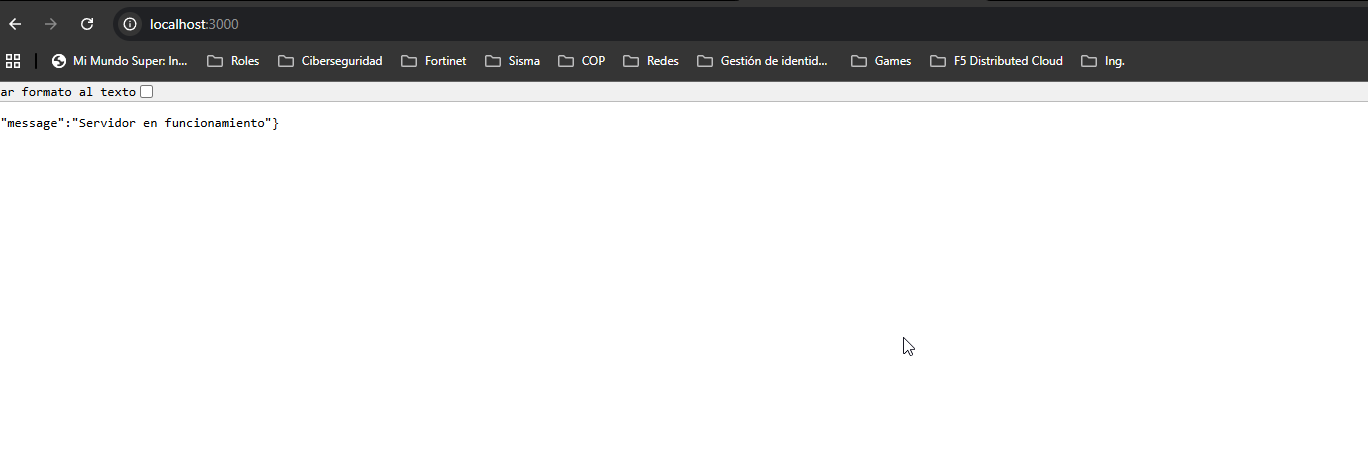 localhost:3000
Mi Mundo Super: In... Roles Ciberseguridad Fortinet Sisma COP Redes Gestión de identid... Games F5 Distributed Cloud Ing.
ar formato al texto
"message":"Servidor en funcionamiento"}